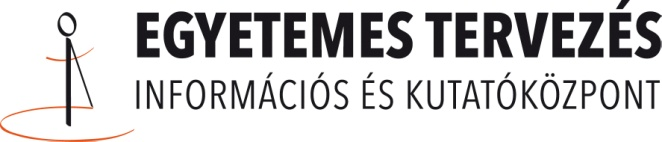 EGYETEMES TERVEZÉS
INFORMÁCIÓS ÉS KUTATÓKÖZPONT